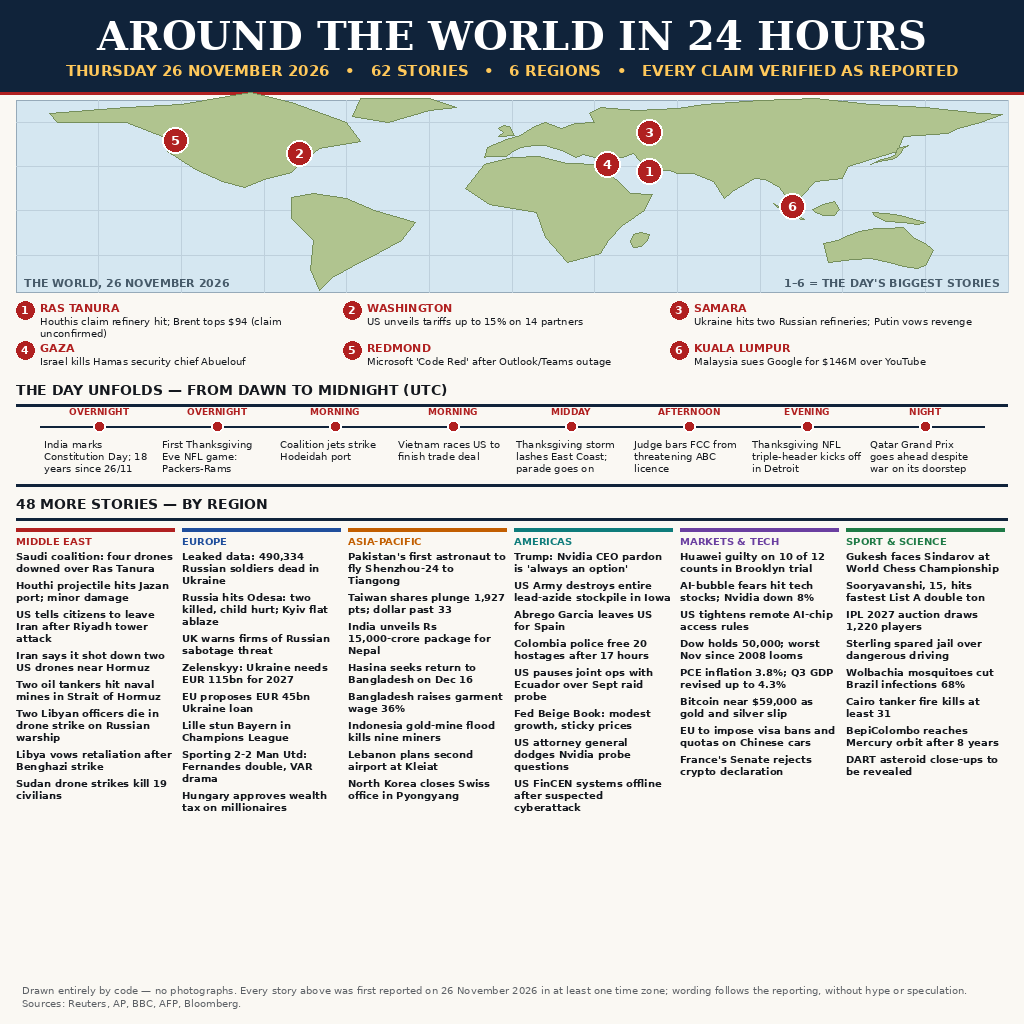 AROUND THE WORLD IN 24 HOURS
THURSDAY 26 NOVEMBER 2026 • 62 STORIES • 6 REGIONS • EVERY CLAIM VERIFIED AS REPORTED
5
2
3
4
1
6
THE WORLD, 26 NOVEMBER 2026
1–6 = THE DAY'S BIGGEST STORIES
1 RAS TANURA
Houthis claim refinery hit; Brent tops $94 (claim
unconfirmed)
2 WASHINGTON
US unveils tariffs up to 15% on 14 partners
3 SAMARA
Ukraine hits two Russian refineries; Putin vows revenge
4 GAZA
Israel kills Hamas security chief Abuelouf
5 REDMOND
Microsoft 'Code Red' after Outlook/Teams outage
6 KUALA LUMPUR
Malaysia sues Google for $146M over YouTube
THE DAY UNFOLDS — FROM DAWN TO MIDNIGHT (UTC)
OVERNIGHT
India marks
Constitution Day; 18
years since 26/11
OVERNIGHT
First Thanksgiving
Eve NFL game:
Packers-Rams
MORNING
Coalition jets strike
Hodeidah port
MORNING
Vietnam races US to
finish trade deal
MIDDAY
Thanksgiving storm
lashes East Coast;
parade goes on
AFTERNOON
Judge bars FCC from
threatening ABC
licence
EVENING
Thanksgiving NFL
triple-header kicks off
in Detroit
NIGHT
Qatar Grand Prix
goes ahead despite
war on its doorstep
48 MORE STORIES — BY REGION
MIDDLE EAST
Saudi coalition: four drones
downed over Ras Tanura
Houthi projectile hits Jazan
port; minor damage
US tells citizens to leave
Iran after Riyadh tower
attack
Iran says it shot down two
US drones near Hormuz
Two oil tankers hit naval
mines in Strait of Hormuz
Two Libyan officers die in
drone strike on Russian
warship
Libya vows retaliation after
Benghazi strike
Sudan drone strikes kill 19
civilians
EUROPE
Leaked data: 490,334
Russian soldiers dead in
Ukraine
Russia hits Odesa: two
killed, child hurt; Kyiv flat
ablaze
UK warns firms of Russian
sabotage threat
Zelenskyy: Ukraine needs
EUR 115bn for 2027
EU proposes EUR 45bn
Ukraine loan
Lille stun Bayern in
Champions League
Sporting 2-2 Man Utd:
Fernandes double, VAR
drama
Hungary approves wealth
tax on millionaires
ASIA-PACIFIC
Pakistan's first astronaut to
fly Shenzhou-24 to
Tiangong
Taiwan shares plunge 1,927
pts; dollar past 33
India unveils Rs
15,000-crore package for
Nepal
Hasina seeks return to
Bangladesh on Dec 16
Bangladesh raises garment
wage 36%
Indonesia gold-mine flood
kills nine miners
Lebanon plans second
airport at Kleiat
North Korea closes Swiss
office in Pyongyang
AMERICAS
Trump: Nvidia CEO pardon
is 'always an option'
US Army destroys entire
lead-azide stockpile in Iowa
Abrego Garcia leaves US
for Spain
Colombia police free 20
hostages after 17 hours
US pauses joint ops with
Ecuador over Sept raid
probe
Fed Beige Book: modest
growth, sticky prices
US attorney general
dodges Nvidia probe
questions
US FinCEN systems offline
after suspected
cyberattack
MARKETS & TECH
Huawei guilty on 10 of 12
counts in Brooklyn trial
AI-bubble fears hit tech
stocks; Nvidia down 8%
US tightens remote AI-chip
access rules
Dow holds 50,000; worst
Nov since 2008 looms
PCE inflation 3.8%; Q3 GDP
revised up to 4.3%
Bitcoin near $59,000 as
gold and silver slip
EU to impose visa bans and
quotas on Chinese cars
France's Senate rejects
crypto declaration
SPORT & SCIENCE
Gukesh faces Sindarov at
World Chess Championship
Sooryavanshi, 15, hits
fastest List A double ton
IPL 2027 auction draws
1,220 players
Sterling spared jail over
dangerous driving
Wolbachia mosquitoes cut
Brazil infections 68%
Cairo tanker fire kills at
least 31
BepiColombo reaches
Mercury orbit after 8 years
DART asteroid close-ups to
be revealed
Drawn entirely by code — no photographs. Every story above was first reported on 26 November 2026 in at least one time zone; wording follows the reporting, without hype or speculation.
Sources: Reuters, AP, BBC, AFP, Bloomberg.